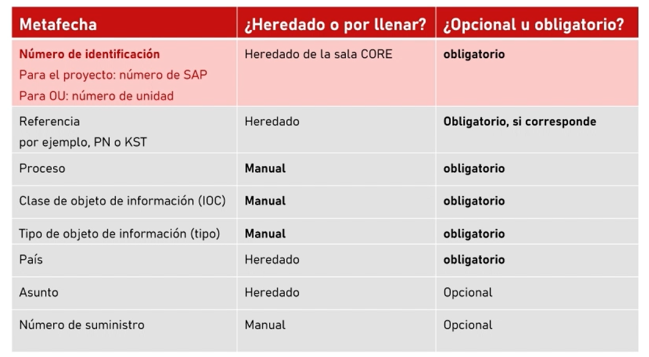 Metafecha ¿Heredado o por llenar? ¿Opcional u obligatorio?
Número de identificación Heredado de la sala CORE obligatorio
Para el proyecto: número de SAP
Para OU: número de unidad
Referencia Heredado Obligatorio, si corresponde
por ejemplo, PN o KST
Proceso Manual obligatorio
Clase de objeto de información (IOC) Manual obligatorio
Tipo de objeto de información (tipo) Manual obligatorio
País Heredado obligatorio
Asunto Heredado Opcional
Número de suministro Manual Opcional